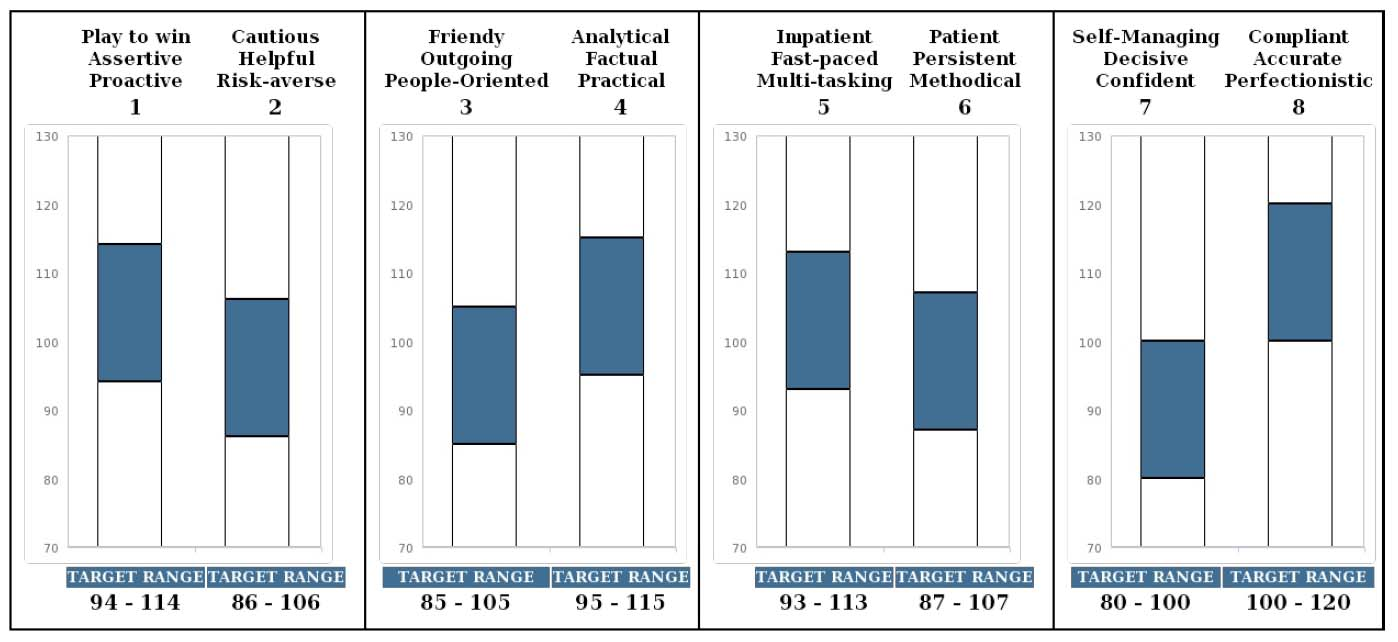 Play to win
Assertive
Proactive
1
Cautious
Helpful
Risk-averse
2
130
120
110
100
90
80
70
TARGET RANGE
94 - 114
TARGET RANGE
86 - 106
Friendy
Outgoing
People-Oriented
3
Analytical
Factual
Practical
4
130
120
110
100
90
80
70
TARGET RANGE
85 - 105
TARGET RANGE
95 - 115
Impatient
Fast-paced
Multi-tasking
5
Patient
Persistent
Methodical
6
130
120
110
100
90
80
70
TARGET RANGE
93 - 113
TARGET RANGE
87 - 107
Self-Managing
Decisive
Confident
7
Compliant
Accurate
Perfectionistic
8
130
120
110
100
90
80
70
TARGET RANGE
80 - 100
TARGET RANGE
100 - 120